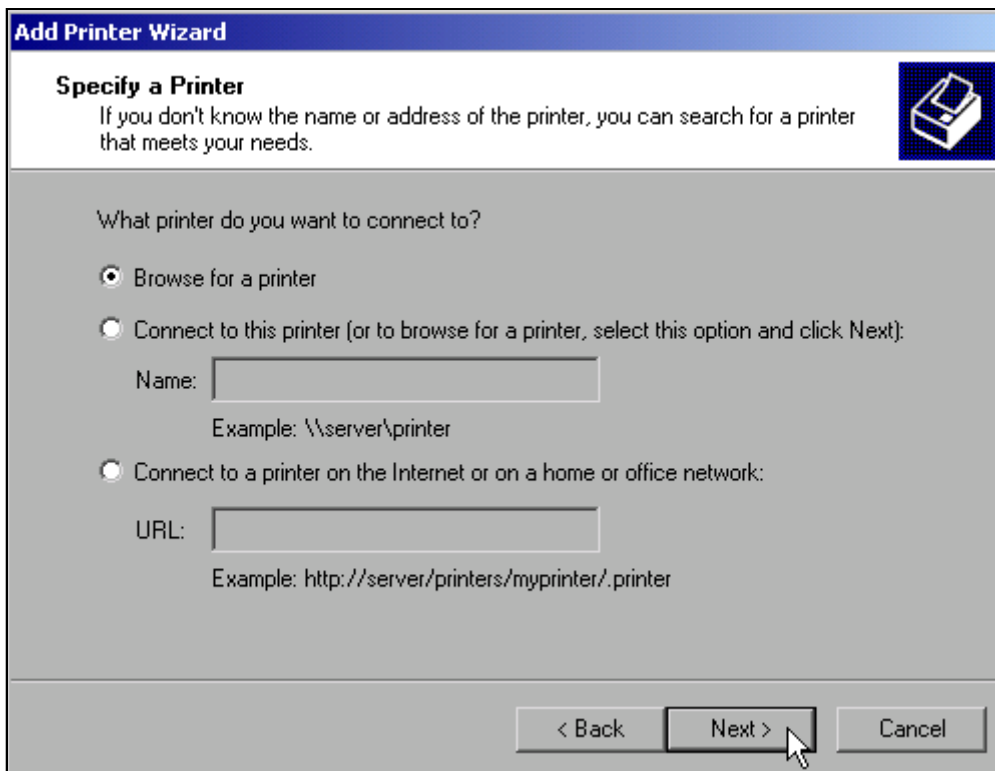 Add Printer Wizard
Specify a Printer
If you don't know the name or address of the printer, you can search for a printer
that meets your needs.
What printer do you want to connect to?
Browse for a printer
Connect to this printer (or to browse for a printer, select this option and click Next):
Name:
Example: \\server\printer
Connect to a printer on the Internet or on a home or office network:
URL:
Example: http://server/printers/myprinter/.printer
< Back Next > Cancel